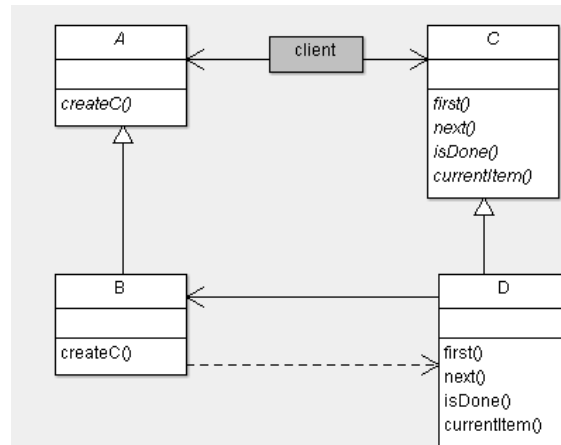 A
createC()
client
C
first()
next()
isDone()
currentItem()
B
createC()
D
first()
next()
isDone()
currentItem()